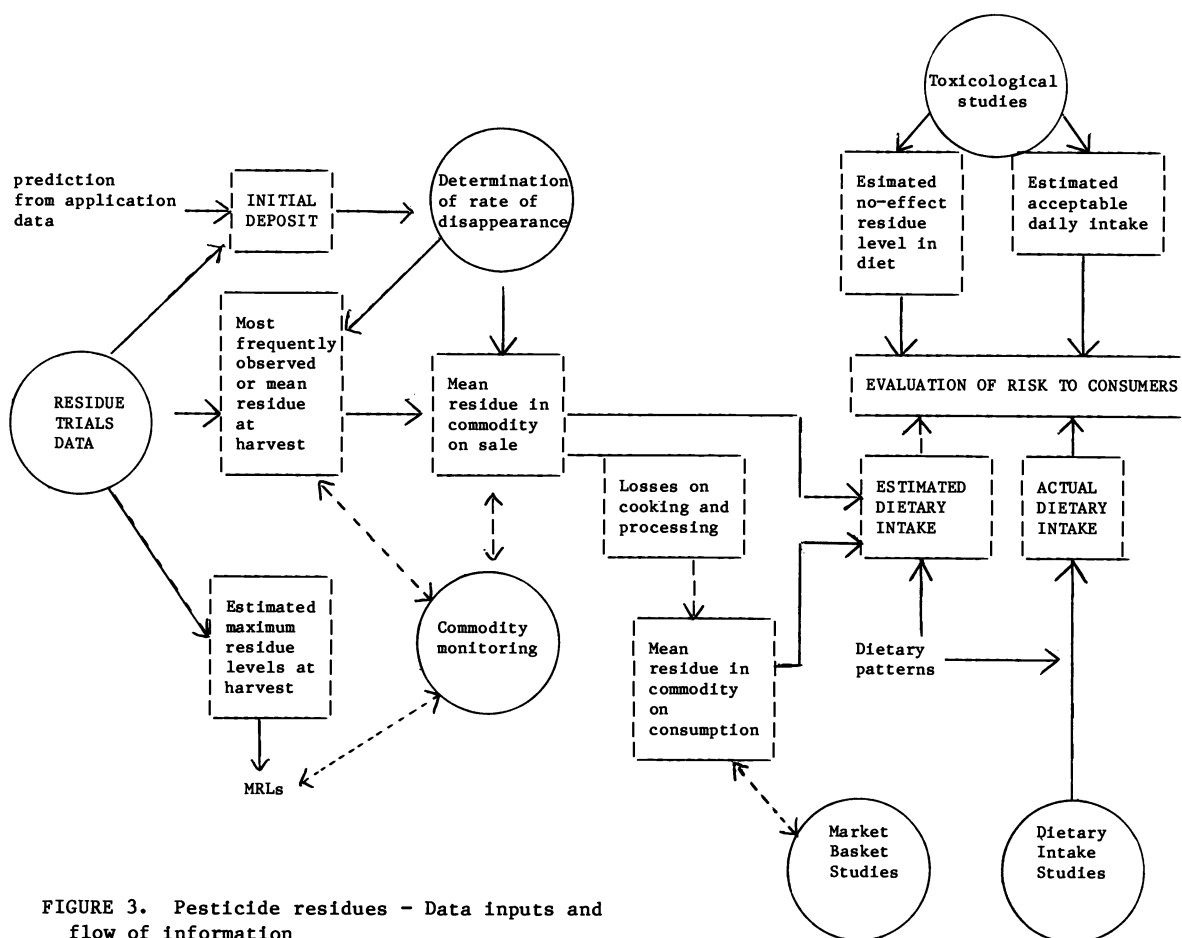 Toxicological
studies
prediction
from application
data
INITIAL
DEPOSIT
Determination
of rate of
disappearance
Esimated
no-effect
residue
level in
diet
Estimated
acceptable
daily intake
RESIDUE
TRIALS
DATA
Most
frequently
observed
or mean
residue
at
harvest
Mean
residue in
commodity
on sale
EVALUATION OF RISK TO CONSUMERS
Losses on
cooking and
processing
ESTIMATED
DIETARY
INTAKE
ACTUAL
DIETARY
INTAKE
Estimated
maximum
residue
levels at
harvest
Commodity
monitoring
Mean
residue in
commodity
on
consumption
Dietary
patterns
MRLs
Market
Basket
Studies
Dietary
Intake
Studies
FIGURE 3. Pesticide residues - Data inputs and
flow of information